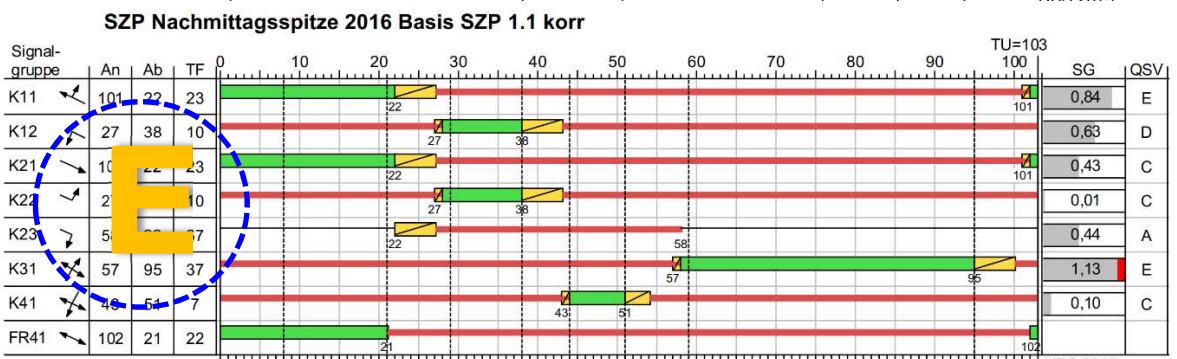 SZP Nachmittagsspitze 2016 Basis SZP 1.1 korr
TU=103
Signal-
gruppe An Ab TF 0 10 20 30 40 50 60 70 80 90 100 SG QSV
K11 101 22 23 22 101 0,84 E
K12 27 38 10 27 38 0,63 D
K21 23 22 101 0,43 C
K22 10 27 38 0,01 C
K23 22 58 0,44 A
K31 57 95 37 57 95 1,13 E
K41 51 7 43 51 0,10 C
FR41 102 21 22 21 102
E